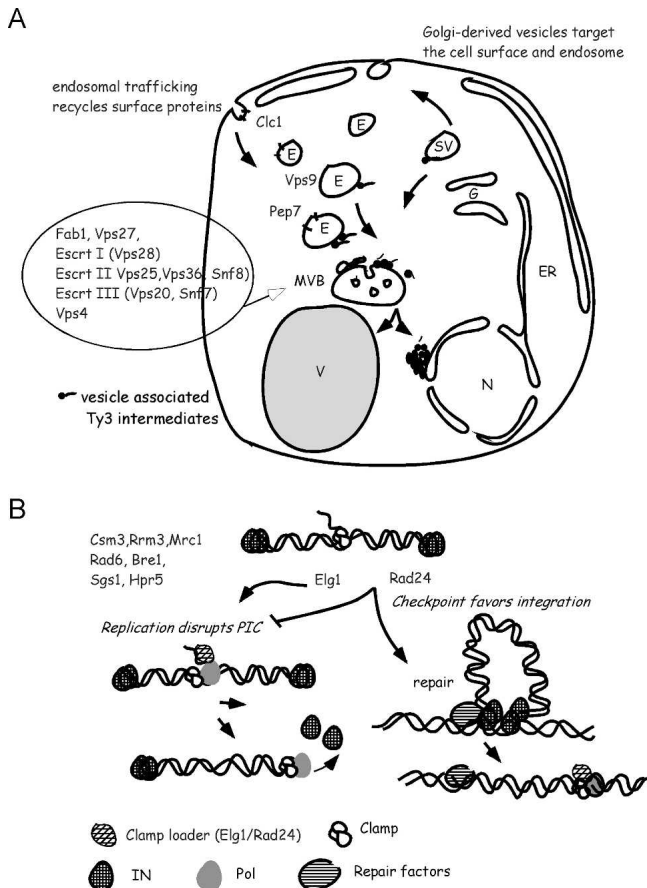 A
Golgi-derived vesicles target
the cell surface and endosome
endosomal trafficking
recycles surface proteins
Clc1
E
E
SV
Vps9
E
G
Pep7
E
Fab1, Vps27,
Escrt I (Vps28)
Escrt II Vps25,Vps36, Snf8)
Escrt III (Vps20, Snf7)
Vps4
MVB
ER
V
N
vesicle associated
Ty3 intermediates
B
Csm3,Rrm3,Mrc1
Rad6, Bre1,
Sgs1, Hpr5
Elg1
Rad24
Checkpoint favors integration
Replication disrupts PIC
repair
Clamp loader (Elg1/Rad24)
Clamp
IN
Pol
Repair factors